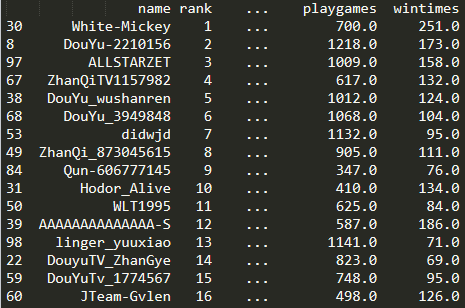 name rank ... playgames wintimes
30 White-Mickey 1 ... 700.0 251.0
8 DouYu-2210156 2 ... 1218.0 173.0
97 ALLSTARZET 3 ... 1009.0 158.0
67 ZhanQiTV1157982 4 ... 617.0 132.0
38 DouYu_wushanren 5 ... 1012.0 124.0
68 DouYu_3949848 6 ... 1068.0 104.0
53 didwjd 7 ... 1132.0 95.0
49 ZhanQi_873045615 8 ... 905.0 111.0
84 Qun-606777145 9 ... 347.0 76.0
31 Hodor_Alive 10 ... 410.0 134.0
50 WLT1995 11 ... 625.0 84.0
39 AAAAAAAAAAAAAA-S 12 ... 587.0 186.0
98 linger_yuuxiao 13 ... 1141.0 71.0
22 DouyuTV_ZhanGye 14 ... 823.0 69.0
59 DouYuTv_1774567 15 ... 748.0 95.0
60 JTeam-Gvlen 16 ... 498.0 126.0